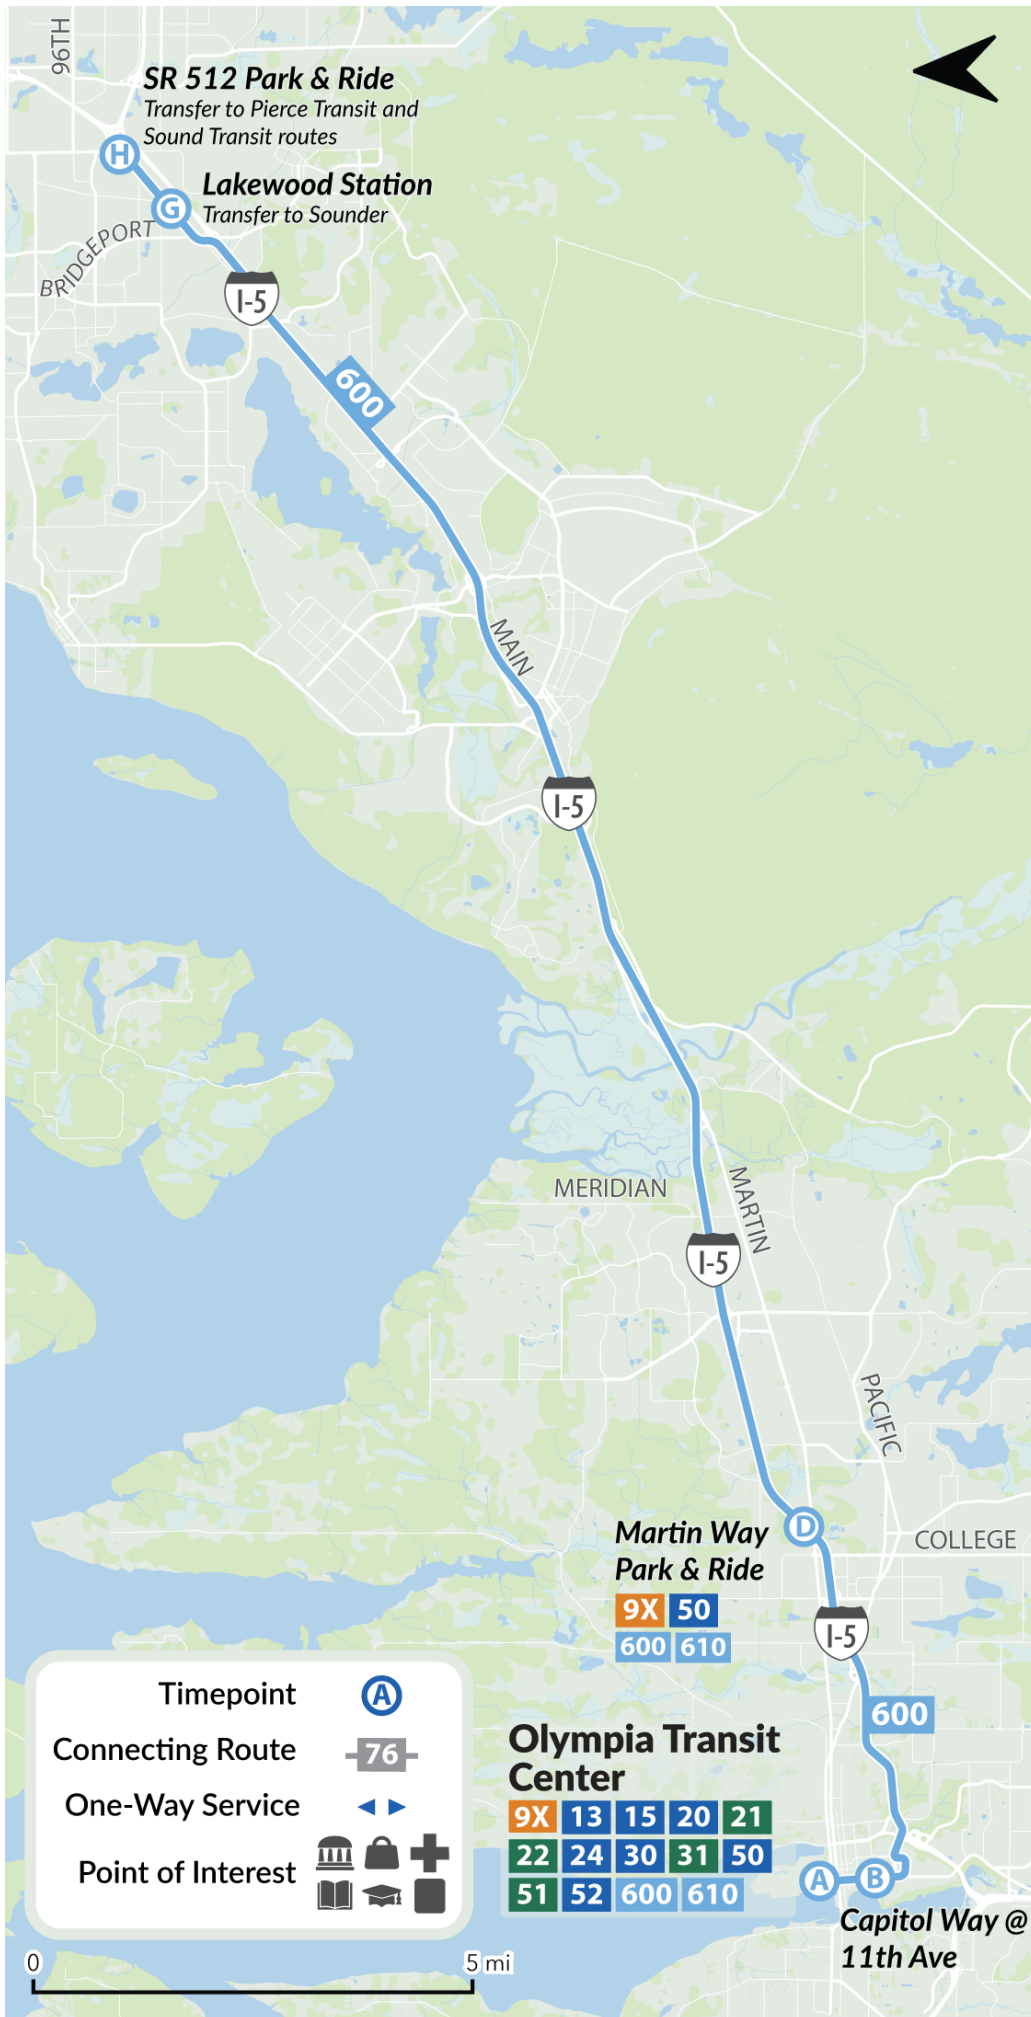 96TH
SR 512 Park & Ride
Transfer to Pierce Transit and
Sound Transit routes
H
Lakewood Station
G
Transfer to Sounder
BRIDGEPORT
I-5
600
MAIN
I-5
MERIDIAN
MARTIN
I-5
PACIFIC
D
Martin Way
Park & Ride
COLLEGE
9X 50
600 610
I-5
600
Timepoint A
Connecting Route 76
One-Way Service
Point of Interest
Olympia Transit
Center
9X 13 15 20 21
22 24 30 31 50
51 52 600 610
A B
Capitol Way @
11th Ave
0 5 mi